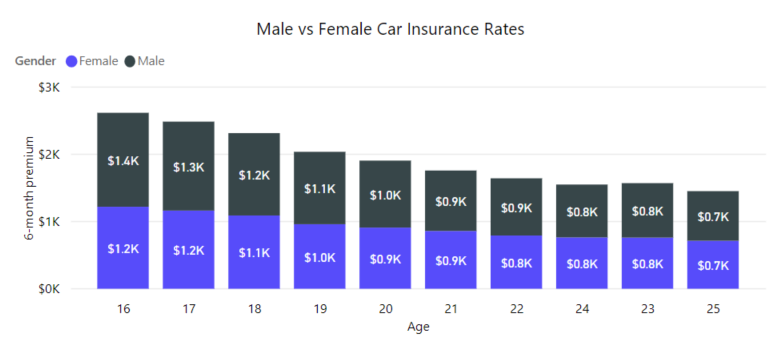 Male vs Female Car Insurance Rates
Gender Female Male
$3K
$2K
$1K
$0K
6-month premium
$1.4K $1.3K $1.2K $1.1K $1.0K $0.9K $0.9K $0.8K $0.8K $0.7K
$1.2K $1.2K $1.1K $1.0K $0.9K $0.9K $0.8K $0.8K $0.8K $0.7K
16 17 18 19 20 21 22 24 23 25
Age